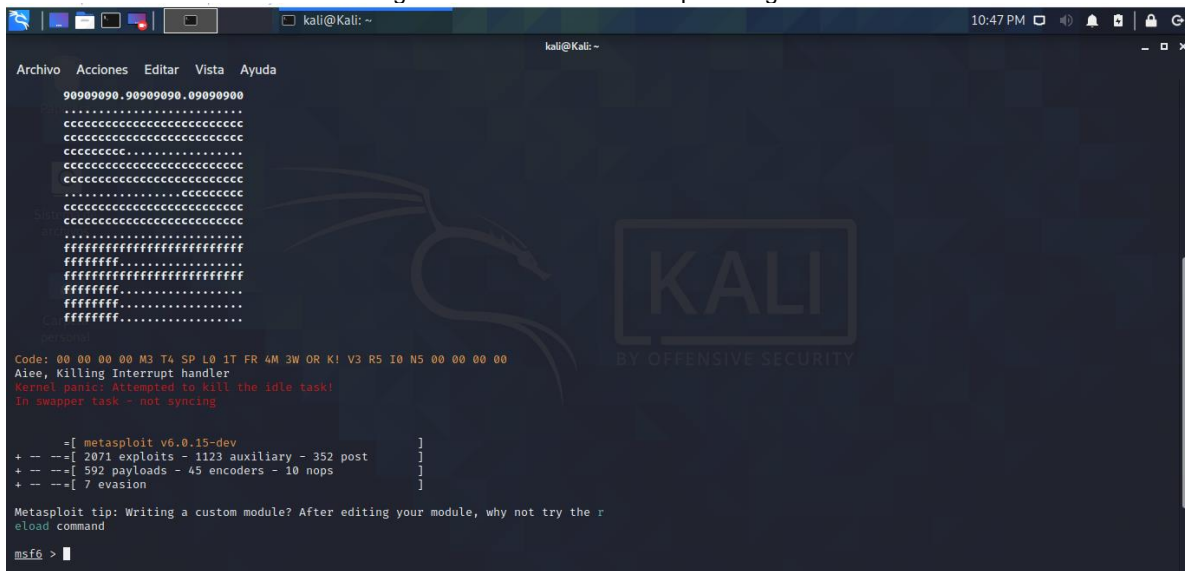 kali@Kali: ~
10:47 PM
kali@Kali: ~
Archivo Acciones Editar Vista Ayuda
90909090.90909090.09090900
..........................
cccccccccccccccccccccccccc
cccccccccccccccccccccccccc
ccccccccc.................
cccccccccccccccccccccccccc
cccccccccccccccccccccccccc
.................ccccccccc
cccccccccccccccccccccccccc
cccccccccccccccccccccccccc
..........................
ffffffffffffffffffffffffff
ffffffff..................
ffffffffffffffffffffffffff
ffffffff..................
ffffffff..................
ffffffff..................
personal
KALI
BY OFFENSIVE SECURITY
Code: 00 00 00 00 M3 T4 SP L0 1T FR 4M 3W OR K! V3 R5 I0 N5 00 00 00 00
Aiee, Killing Interrupt handler
Kernel panic: Attempted to kill the idle task!
In swapper task - not syncing
=[ metasploit v6.0.15-dev ]
+ -- --=[ 2071 exploits - 1123 auxiliary - 352 post ]
+ -- --=[ 592 payloads - 45 encoders - 10 nops ]
+ -- --=[ 7 evasion ]
Metasploit tip: Writing a custom module? After editing your module, why not try the r
eload command
msf6 >